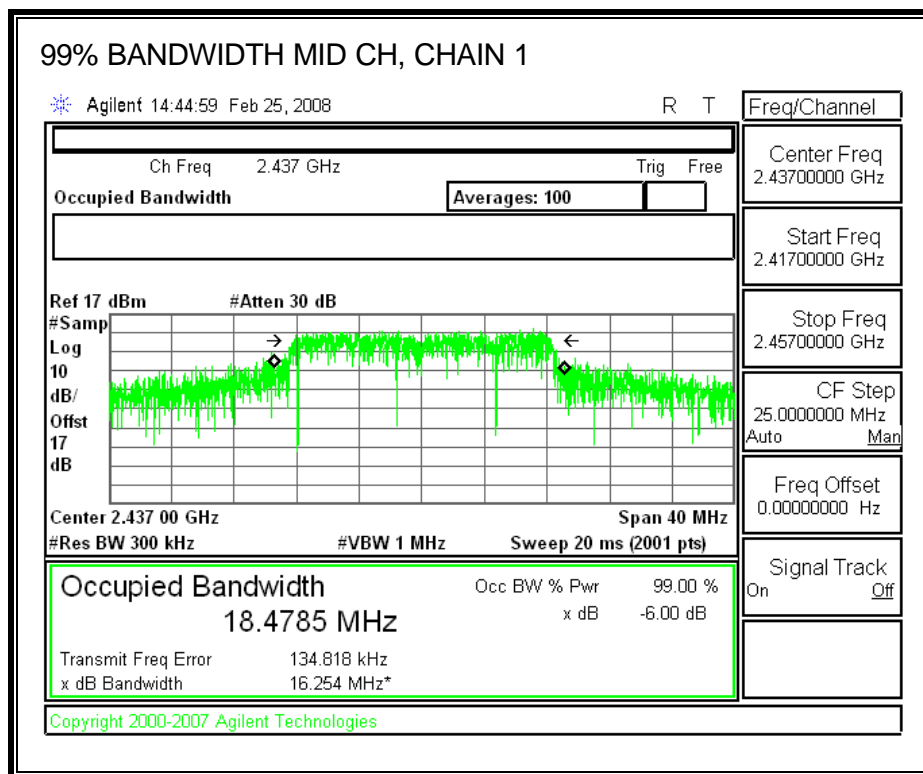 99% BANDWIDTH MID CH, CHAIN 1
Agilent 14:44:59 Feb 25, 2008 R T
Freq/Channel
Ch Freq 2.437 GHz Trig Free
Occupied Bandwidth Averages: 100
Center Freq
2.43700000 GHz
Start Freq
2.41700000 GHz
Stop Freq
2.45700000 GHz
CF Step
25.0000000 MHz
Auto Man
Freq Offset
0.00000000 Hz
Signal Track
On Off
Ref 17 dBm #Atten 30 dB
#Samp
Log
10
dB/
Offst
17
dB
Center 2.437 00 GHz Span 40 MHz
#Res BW 300 kHz #VBW 1 MHz Sweep 20 ms (2001 pts)
Occupied Bandwidth Occ BW % Pwr 99.00 %
18.4785 MHz x dB -6.00 dB
Transmit Freq Error 134.818 kHz
x dB Bandwidth 16.254 MHz*
Copyright 2000-2007 Agilent Technologies